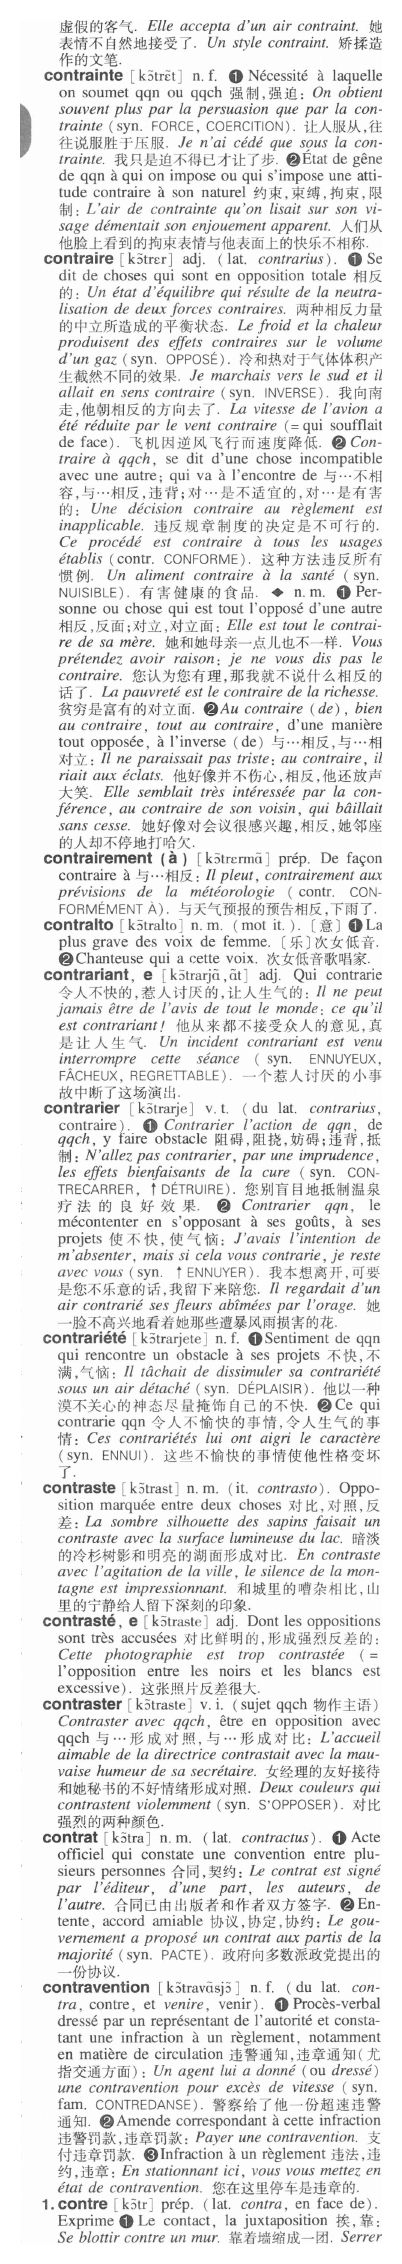 虚假的客气. Elle accepta d'un air contraint. 她
表情不自然地接受了. Un style contraint. 矫揉造
作的文笔.
contrainte [kɔ̃trɛ̃t] n. f. ❶ Nécessité à laquelle
on soumet qqn ou qqch 强制,强迫: On obtient
souvent plus par la persuasion que par la con-
trainte (syn. FORCE, COERCITION). 让人服从,往
往说服胜于压服. Je n'ai cédé que sous la con-
trainte. 我只是迫不得已才让了步. ❷ État de gêne
de qqn à qui on impose ou qui s'impose une atti-
tude contraire à son naturel 约束,束缚,拘束,限
制: L'air de contrainte qu'on lisait sur son vi-
sage démentait son enjouement apparent. 人们从
他脸上看到的拘束表情与他表面上的快乐不相称.
contraire [kɔ̃trɛr] adj. (lat. contrarius). ❶ Se
dit de choses qui sont en opposition totale 相反
的: Un état d'équilibre qui résulte de la neutra-
lisation de deux forces contraires. 两种相反力量
的中立所造成的平衡状态. Le froid et la chaleur
produisent des effets contraires sur le volume
d'un gaz (syn. OPPOSÉ). 冷和热对于气体体积产
生截然不同的效果. Je marchais vers le sud et il
allait en sens contraire (syn. INVERSE). 我向南
走,他朝相反的方向去了. La vitesse de l'avion a
été réduite par le vent contraire (= qui soufflait
de face). 飞机因逆风飞行而速度降低. ❷ Con-
traire à qqch, se dit d'une chose incompatible
avec une autre; qui va à l'encontre de 与…不相
容,与…相反,违背;对…是不适宜的,对…是有害
的: Une décision contraire au règlement est
inapplicable. 违反规章制度的决定是不可行的.
Ce procédé est contraire à tous les usages
établis (contr. CONFORME). 这种方法违反所有
惯例. Un aliment contraire à la santé (syn.
NUISIBLE). 有害健康的食品. ◆ n. m. ❶ Per-
sonne ou chose qui est tout l'opposé d'une autre
相反,反面;对立,对立面: Elle est tout le contrai-
re de sa mère. 她和她母亲一点儿也不一样. Vous
prétendez avoir raison: je ne vous dis pas le
contraire. 您认为您有理,那我就不说什么相反的
话了. La pauvreté est le contraire de la richesse.
贫穷是富有的对立面. ❷ Au contraire (de), bien
au contraire, tout au contraire, d'une manière
tout opposée, à l'inverse (de) 与…相反,与…相
对立: Il ne paraissait pas triste: au contraire, il
riait aux éclats. 他好像并不伤心,相反,他还放声
大笑. Elle semblait très intéressée par la con-
férence, au contraire de son voisin, qui bâillait
sans cesse. 她好像对会议很感兴趣,相反,她邻座
的人却不停地打哈欠.
contrairement (à) [kɔ̃trɛrmɑ̃] prép. De façon
contraire à 与…相反: Il pleut, contrairement aux
prévisions de la météorologie (contr. CON-
FORMÉMENT À). 与天气预报的预告相反,下雨了.
contralto [kɔ̃tralto] n. m. (mot it.). [意] ❶ La
plus grave des voix de femme. [乐]次女低音.
❷ Chanteuse qui a cette voix. 次女低音歌唱家.
contrariant, e [kɔ̃trarjɑ̃,ɑ̃t] adj. Qui contrarie
令人不快的,惹人讨厌的,让人生气的: Il ne peut
jamais être de l'avis de tout le monde: ce qu'il
est contrariant! 他从来都不接受众人的意见,真
是让人生气. Un incident contrariant est venu
interrompre cette séance (syn. ENNUYEUX,
FÂCHEUX, REGRETTABLE). 一个惹人讨厌的小事
故中断了这场演出.
contrarier [kɔ̃trarje] v. t. (du lat. contrarius,
contraire). ❶ Contrarier l'action de qqn, de
qqch, y faire obstacle 阻碍,阻挠,妨碍;违背,抵
制: N'allez pas contrarier, par une imprudence,
les effets bienfaisants de la cure (syn. CON-
TRECARRER, ↑ DÉTRUIRE). 您别盲目地抵制温泉
疗法的良好效果. ❷ Contrarier qqn, le
mécontenter en s'opposant à ses goûts, à ses
projets 使不快,使气恼: J'avais l'intention de
m'absenter, mais si cela vous contrarie, je reste
avec vous (syn. ↑ ENNUYER). 我本想离开,可要
是您不乐意的话,我留下来陪您. Il regardait d'un
air contrarié ses fleurs abîmées par l'orage. 她
一脸不高兴地看着她那些遭暴风雨损害的花.
contrariété [kɔ̃trarjete] n. f. ❶ Sentiment de qqn
qui rencontre un obstacle à ses projets 不快,不
满,气恼: Il tâchait de dissimuler sa contrariété
sous un air détaché (syn. DÉPLAISIR). 他以一种
漠不关心的神态尽量掩饰自己的不快. ❷ Ce qui
contrarie qqn 令人不愉快的事情,令人生气的事
情: Ces contrariétés lui ont aigri le caractère
(syn. ENNUI). 这些不愉快的事情使他性格变坏
了.
contraste [kɔ̃trast] n. m. (it. contrasto). Oppo-
sition marquée entre deux choses 对比,对照,反
差: La sombre silhouette des sapins faisait un
contraste avec la surface lumineuse du lac. 暗淡
的冷杉树影和明亮的湖面形成对比. En contraste
avec l'agitation de la ville, le silence de la mon-
tagne est impressionnant. 和城里的嘈杂相比,山
里的宁静给人留下深刻的印象.
contrasté, e [kɔ̃traste] adj. Dont les oppositions
sont très accusées 对比鲜明的,形成强烈反差的:
Cette photographie est trop contrastée (=
l'opposition entre les noirs et les blancs est
excessive). 这张照片反差很大.
contraster [kɔ̃traste] v. i. (sujet qqch 物作主语)
Contraster avec qqch, être en opposition avec
qqch 与…形成对照,与…形成对比: L'accueil
aimable de la directrice contrastait avec la mau-
vaise humeur de sa secrétaire. 女经理的友好接待
和她秘书的不好情绪形成对照. Deux couleurs qui
contrastent violemment (syn. S'OPPOSER). 对比
强烈的两种颜色.
contrat [kɔ̃tra] n. m. (lat. contractus). ❶ Acte
officiel qui constate une convention entre plu-
sieurs personnes 合同,契约: Le contrat est signé
par l'éditeur, d'une part, les auteurs, de
l'autre. 合同已由出版者和作者双方签字. ❷ En-
tente, accord amiable 协议,协定,协约: Le gou-
vernement a proposé un contrat aux partis de la
majorité (syn. PACTE). 政府向多数派政党提出的
一份协议.
contravention [kɔ̃travɑ̃sjɔ̃] n. f. (du lat. con-
tra, contre, et venire, venir). ❶ Procès-verbal
dressé par un représentant de l'autorité et consta-
tant une infraction à un règlement, notamment
en matière de circulation 违警通知,违章通知(尤
指交通方面): Un agent lui a donné (ou dressé)
une contravention pour excès de vitesse (syn.
fam. CONTREDANSE). 警察给了他一份超速违警
通知. ❷ Amende correspondant à cette infraction
违警罚款,违章罚款: Payer une contravention. 支
付违章罚款. ❸ Infraction à un règlement 违法,违
约,违章: En stationnant ici, vous vous mettez en
état de contravention. 您在这里停车是违章的.
1. contre [kɔ̃tr] prép. (lat. contra, en face de).
Exprime ❶ Le contact, la juxtaposition 挨,靠:
Se blottir contre un mur. 靠着墙缩成一团. Serrer